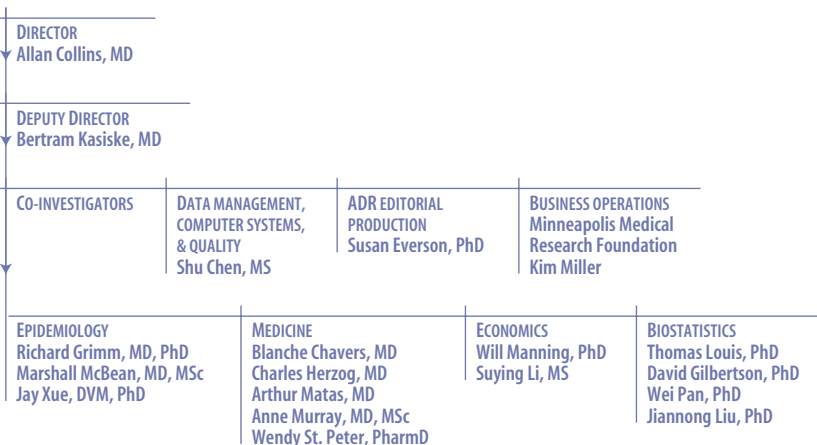 DIRECTOR
Allan Collins, MD
DEPUTY DIRECTOR
Bertram Kasiske, MD
CO-INVESTIGATORS
DATA MANAGEMENT,
COMPUTER SYSTEMS,
& QUALITY
Shu Chen, MS
ADR EDITORIAL
PRODUCTION
Susan Everson, PhD
BUSINESS OPERATIONS
Minneapolis Medical
Research Foundation
Kim Miller
EPIDEMIOLOGY
Richard Grimm, MD, PhD
Marshall McBean, MD, MSc
Jay Xue, DVM, PhD
MEDICINE
Blanche Chavers, MD
Charles Herzog, MD
Arthur Matas, MD
Anne Murray, MD, MSc
Wendy St. Peter, PharmD
ECONOMICS
Will Manning, PhD
Suying Li, MS
BIOSTATISTICS
Thomas Louis, PhD
David Gilbertson, PhD
Wei Pan, PhD
Jiannong Liu, PhD